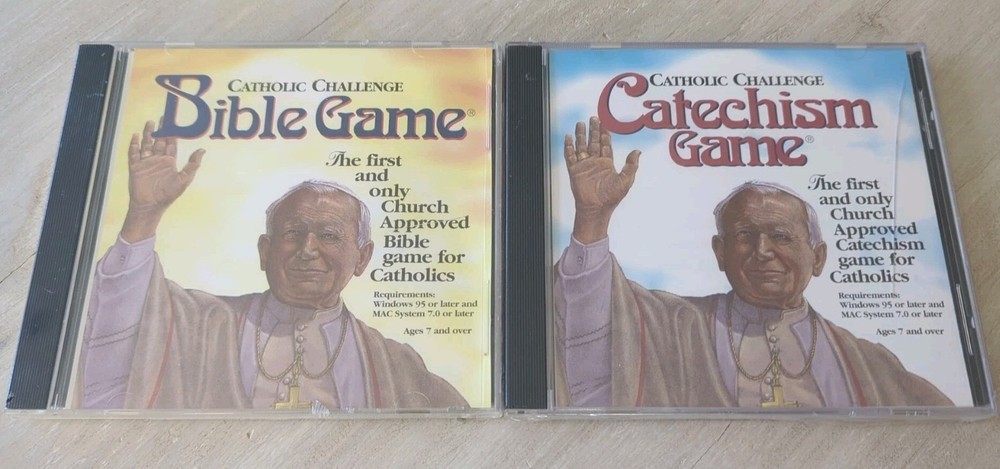 CATHOLIC CHALLENGE
Bible Game®
The first
and
only
Church
Approved
Bible
game for
Catholics
Requirements:
Windows 95 or later and
MAC System 7.0 or later
Ages 7 and over
CATHOLIC CHALLENGE
Catechism
Game®
The first
and only
Church
Approved
Catechism
game for
Catholics
Requirements:
Windows 95 or later and
MAC System 7.0 or later
Ages 7 and over